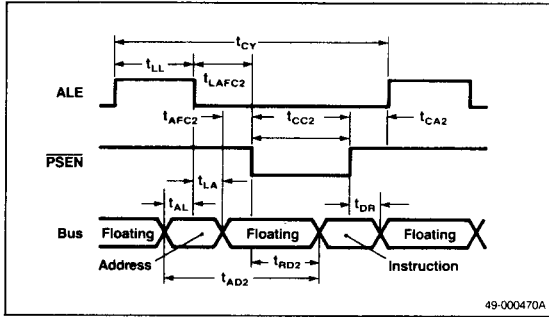 tCY
tLL
tLAFC2
ALE
tAFC2
tCC2
tCA2
PSEN
tLA
tAL
tDR
Bus
Floating
Floating
Floating
Address
tRD2
Instruction
tAD2
49-000470A